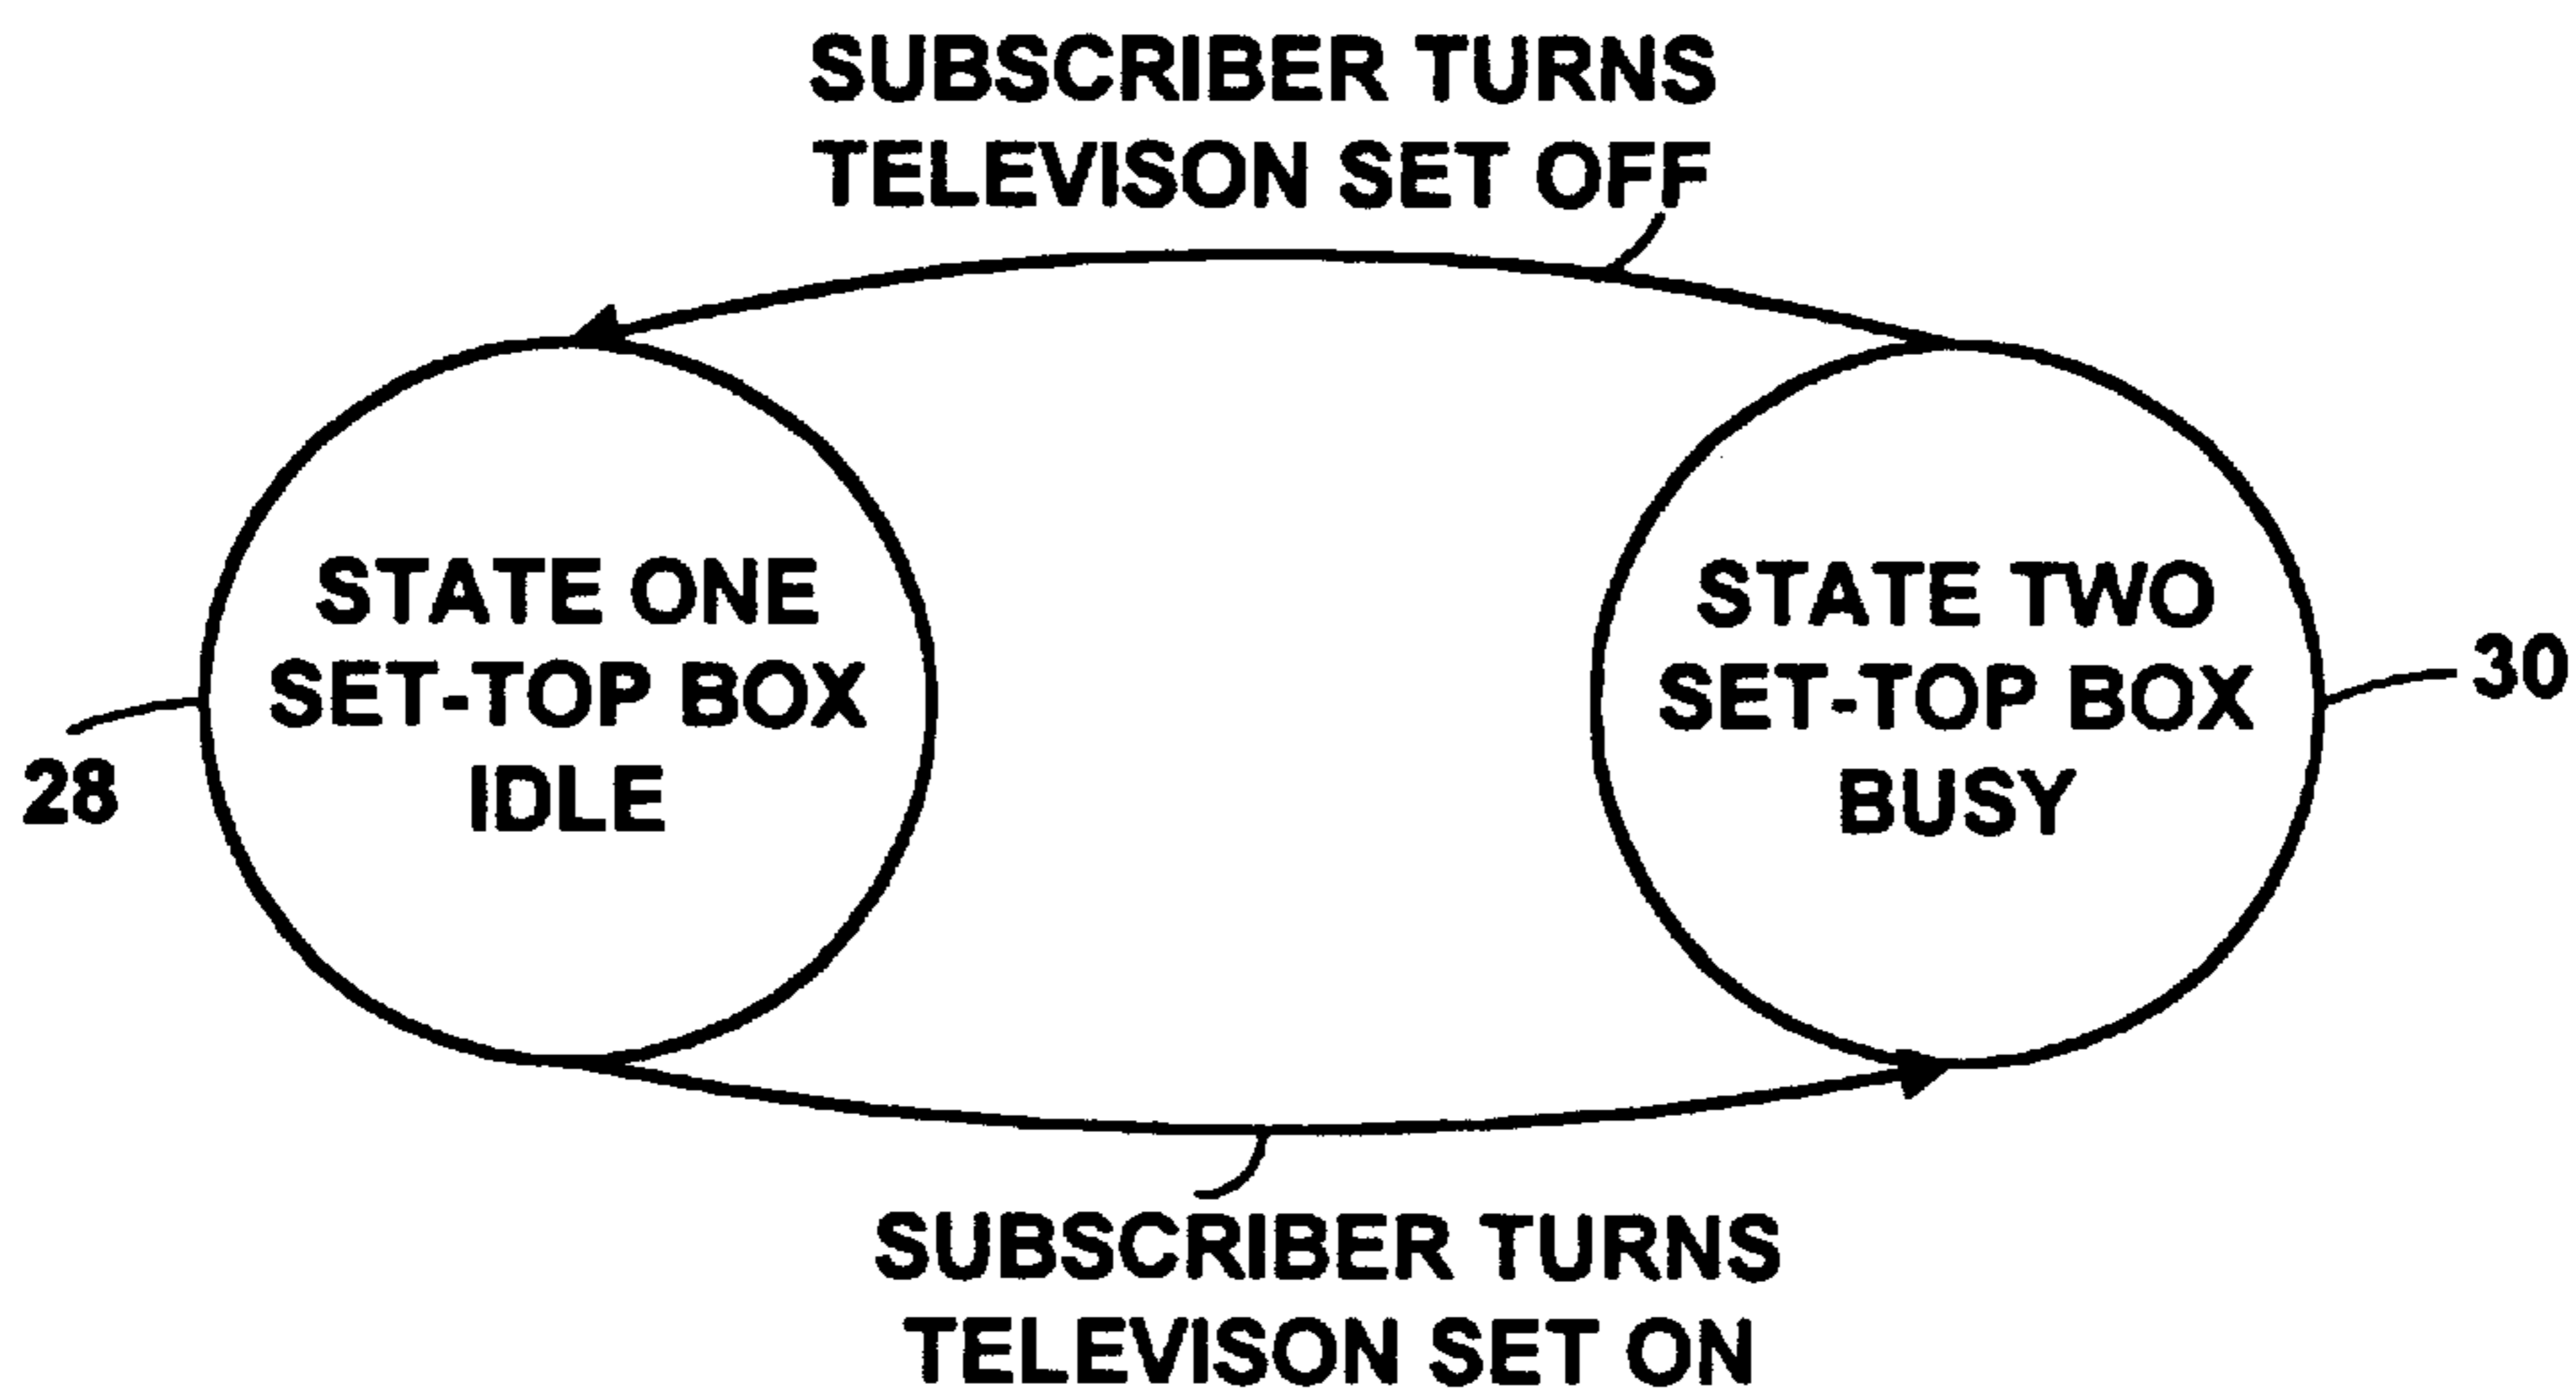 SUBSCRIBER TURNS
TELEVISON SET OFF
STATE ONE
SET-TOP BOX
IDLE
28
STATE TWO
SET-TOP BOX
BUSY
30
SUBSCRIBER TURNS
TELEVISON SET ON